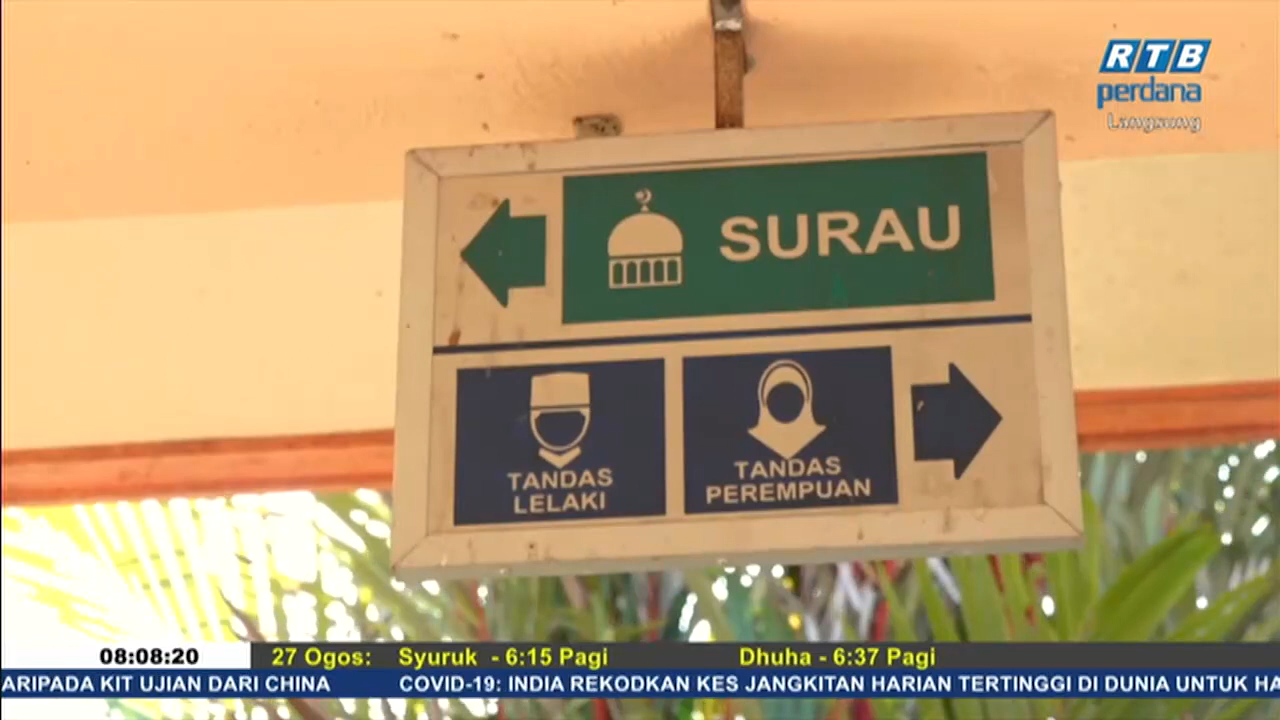 RTB
perdana
Langsung
SURAU
TANDAS
LELAKI
TANDAS
PEREMPUAN
08:08:20
27 Ogos: Syuruk - 6:15 Pagi Dhuha - 6:37 Pagi
ARIPADA KIT UJIAN DARI CHINA COVID-19: INDIA REKODKAN KES JANGKITAN HARIAN TERTINGGI DI DUNIA UNTUK HA